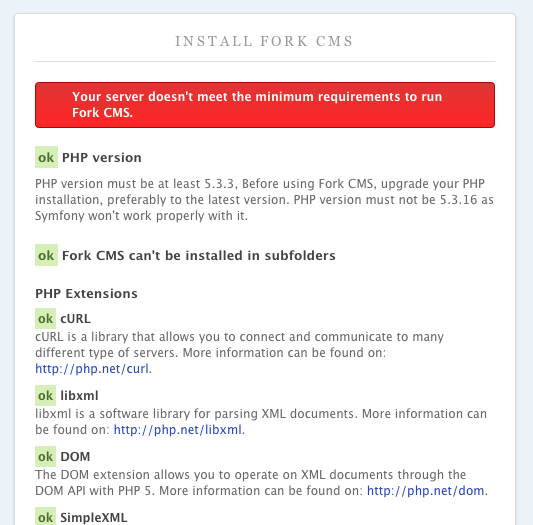 INSTALL FORK CMS
Your server doesn't meet the minimum requirements to run
Fork CMS.
ok PHP version
PHP version must be at least 5.3.3, Before using Fork CMS, upgrade your PHP
installation, preferably to the latest version. PHP version must not be 5.3.16 as
Symfony won't work properly with it.
ok Fork CMS can't be installed in subfolders
PHP Extensions
ok cURL
cURL is a library that allows you to connect and communicate to many
different type of servers. More information can be found on:
http://php.net/curl.
ok libxml
libxml is a software library for parsing XML documents. More information can
be found on: http://php.net/libxml.
ok DOM
The DOM extension allows you to operate on XML documents through the
DOM API with PHP 5. More information can be found on: http://php.net/dom.
ok SimpleXML